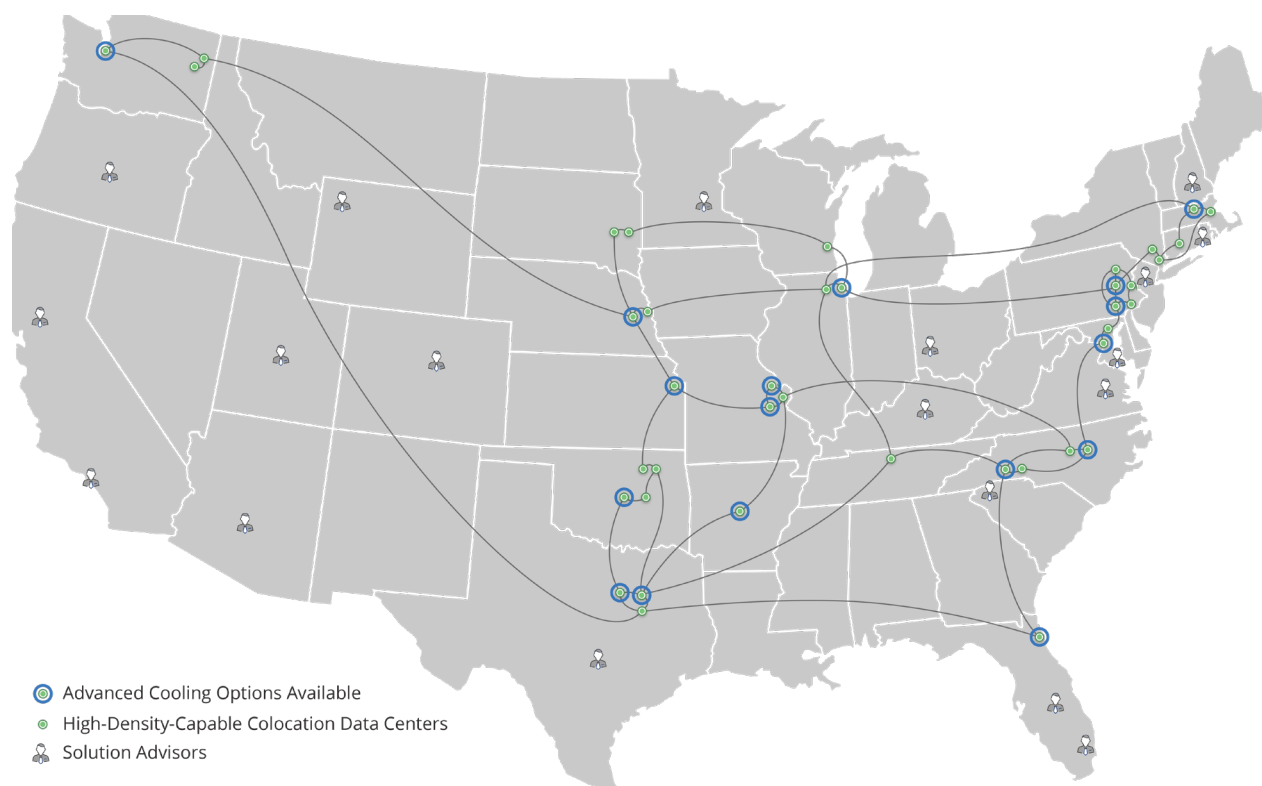 Advanced Cooling Options Available
High-Density-Capable Colocation Data Centers
Solution Advisors